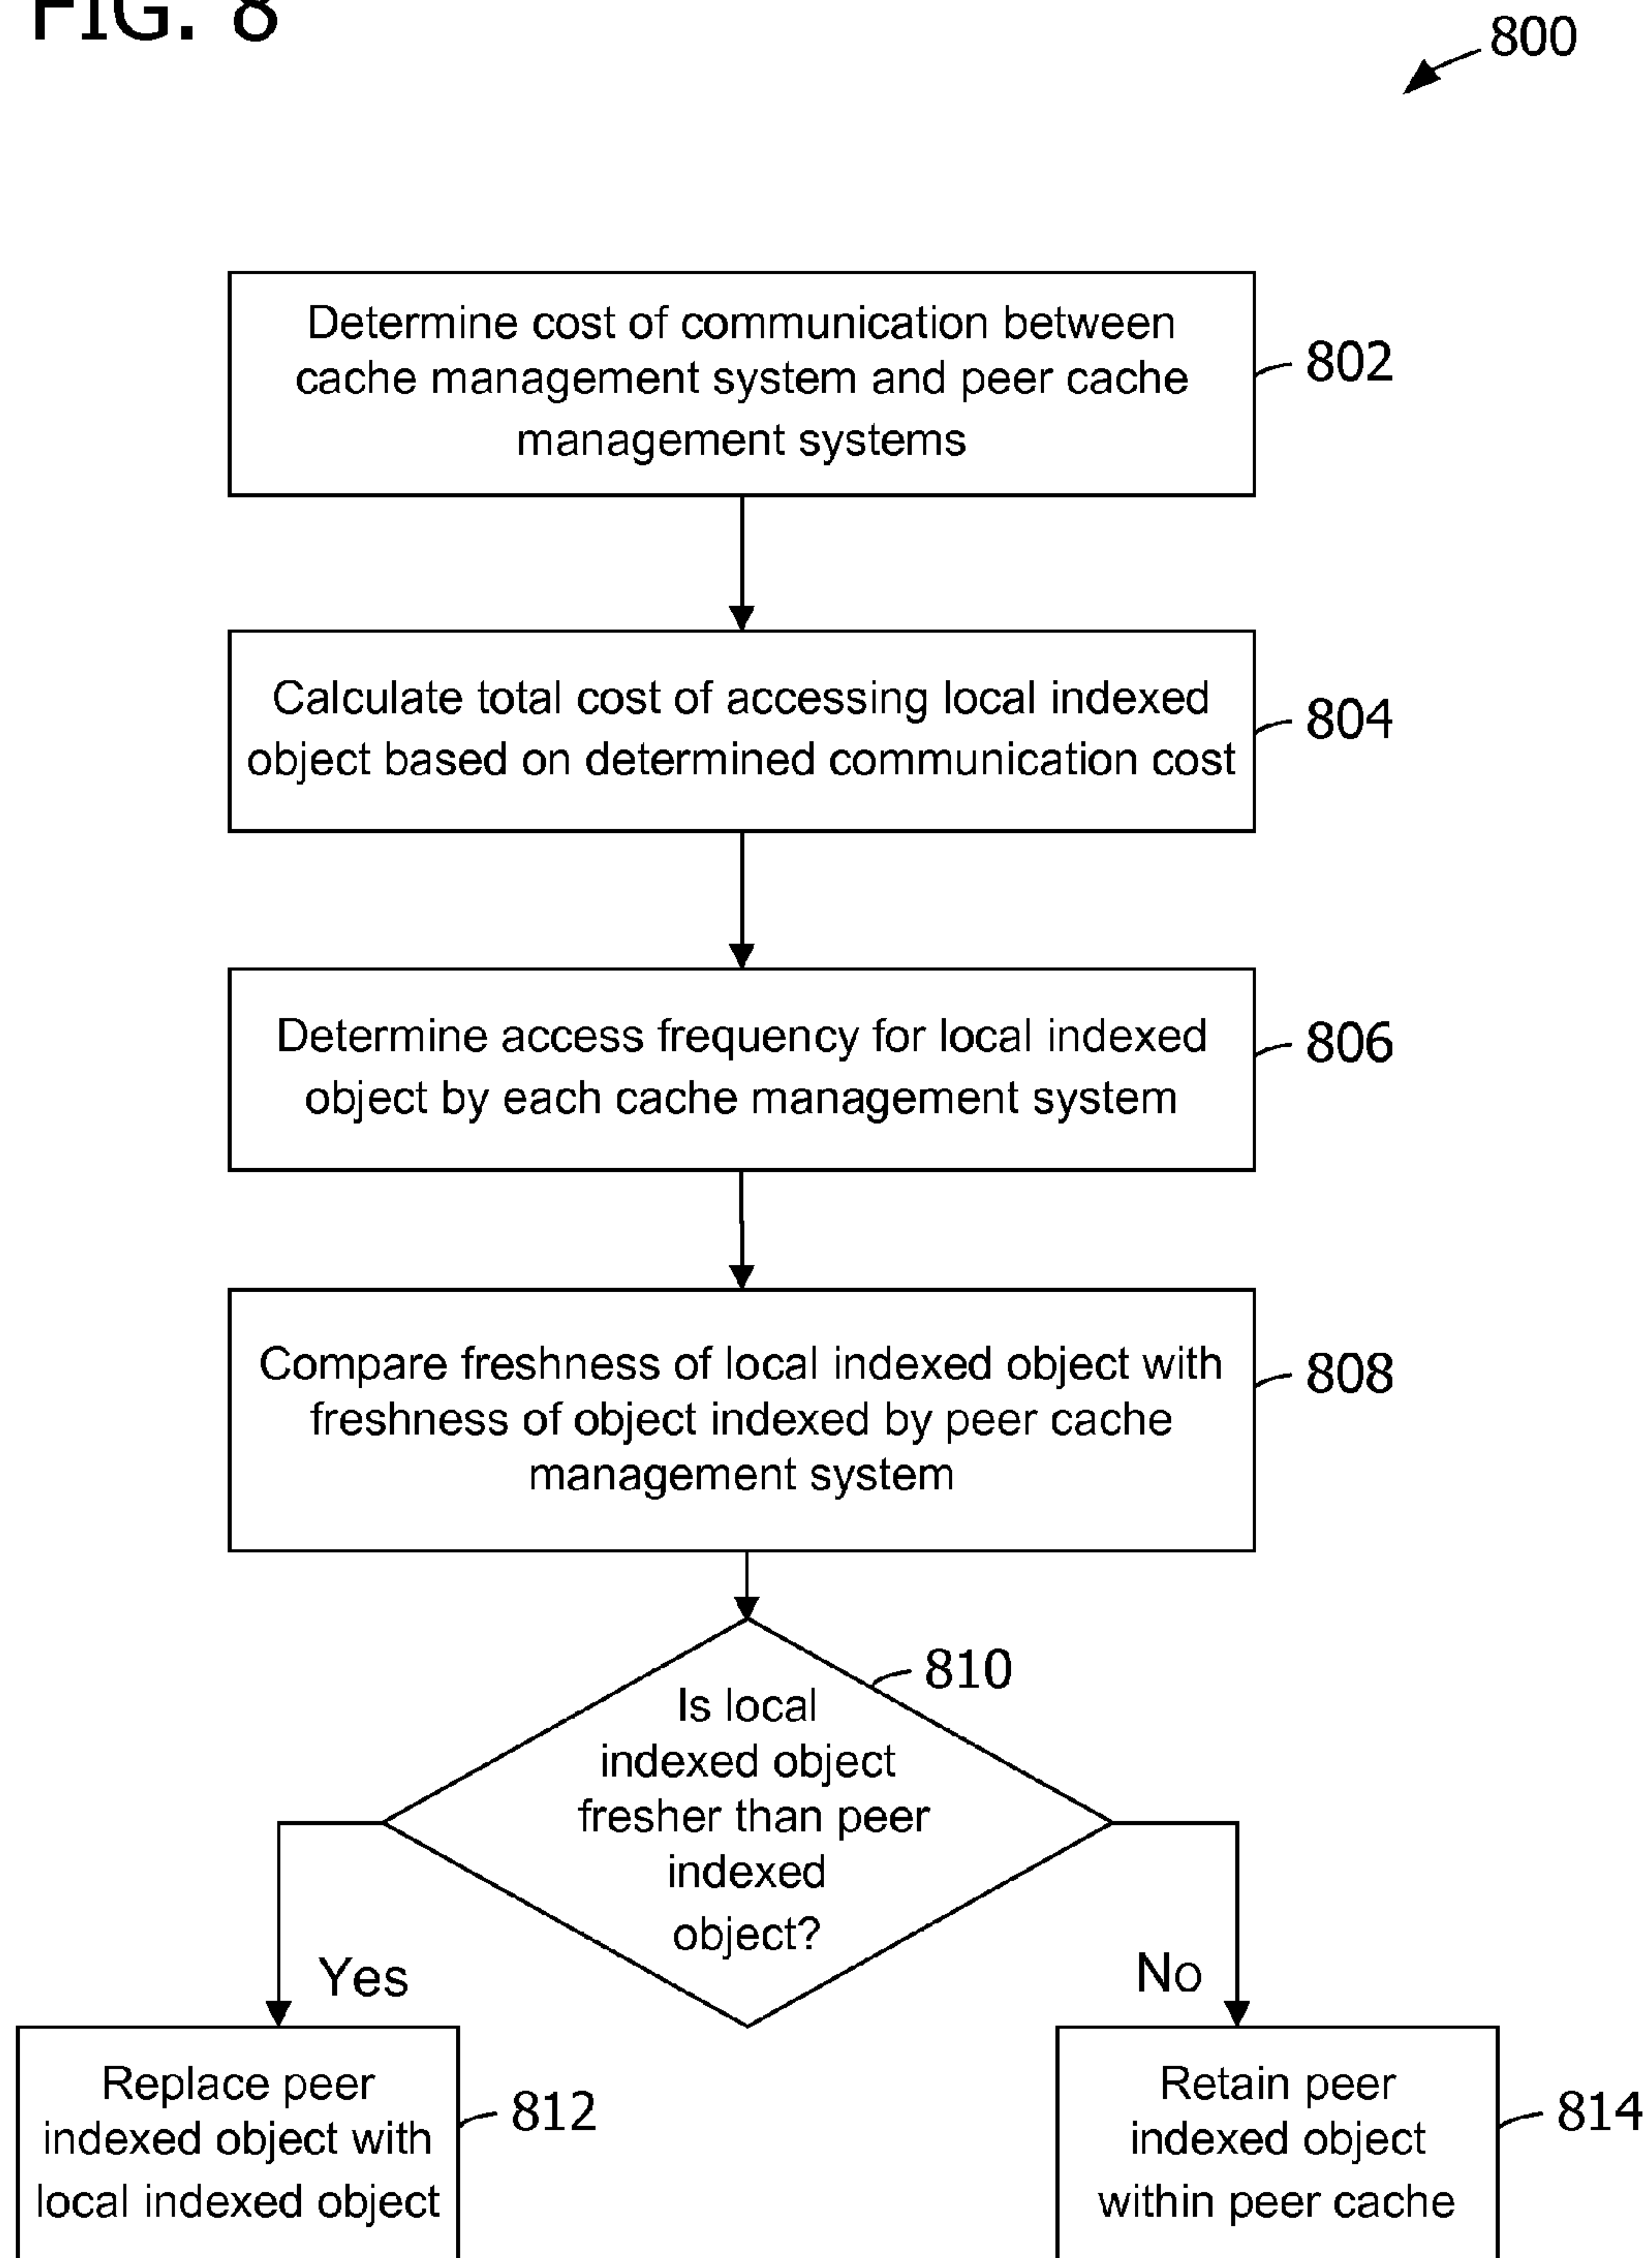 FIG. 8
800
Determine cost of communication between
cache management system and peer cache
management systems
802
Calculate total cost of accessing local indexed
object based on determined communication cost
804
Determine access frequency for local indexed
object by each cache management system
806
Compare freshness of local indexed object with
freshness of object indexed by peer cache
management system
808
810
Is local
indexed object
fresher than peer
indexed
object?
Yes
No
Replace peer
indexed object with
local indexed object
812
Retain peer
indexed object
within peer cache
814